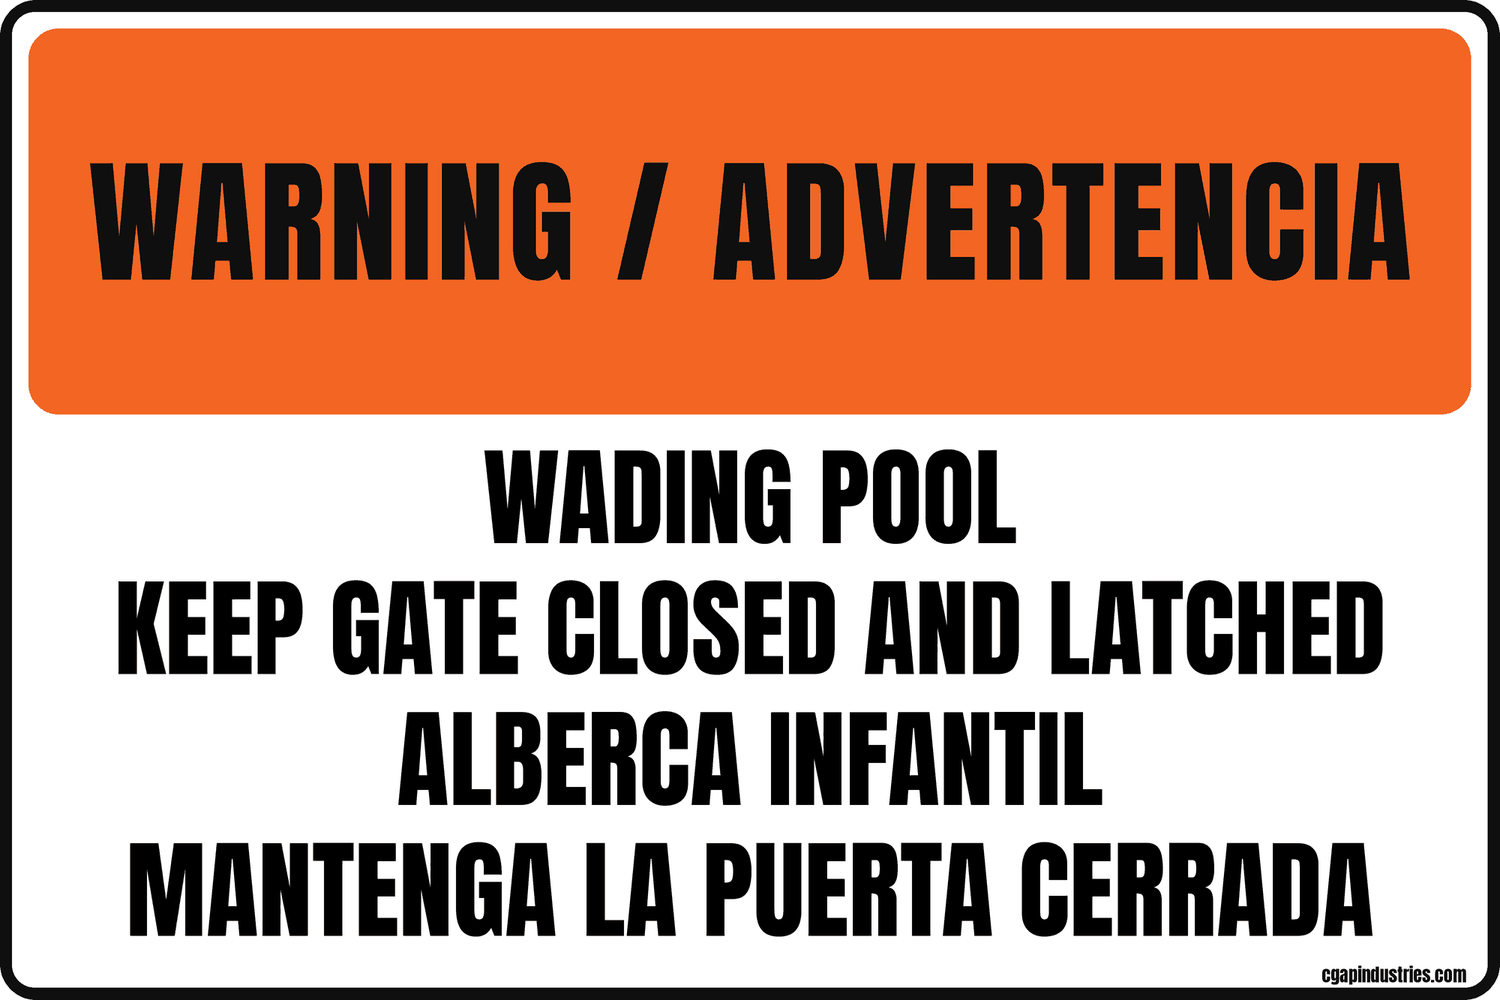 WARNING / ADVERTENCIA
WADING POOL
KEEP GATE CLOSED AND LATCHED
ALBERCA INFANTIL
MANTENGA LA PUERTA CERRADA
cgapindustries.com